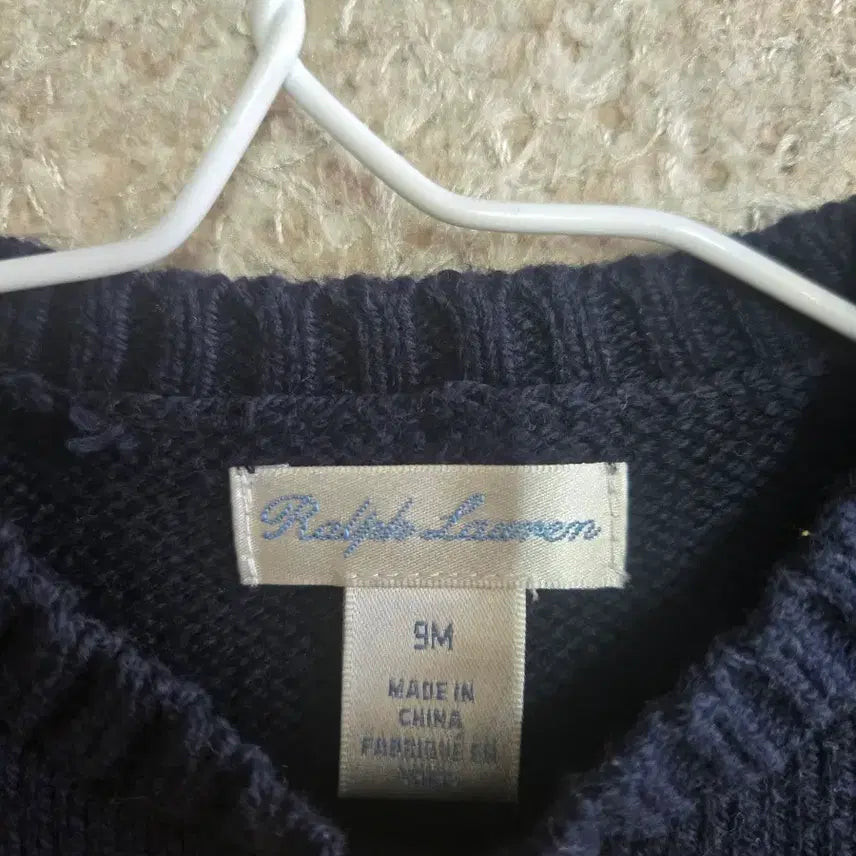 Ralph Lauren
9M
MADE IN
CHINA
FABRIQUÉ EN